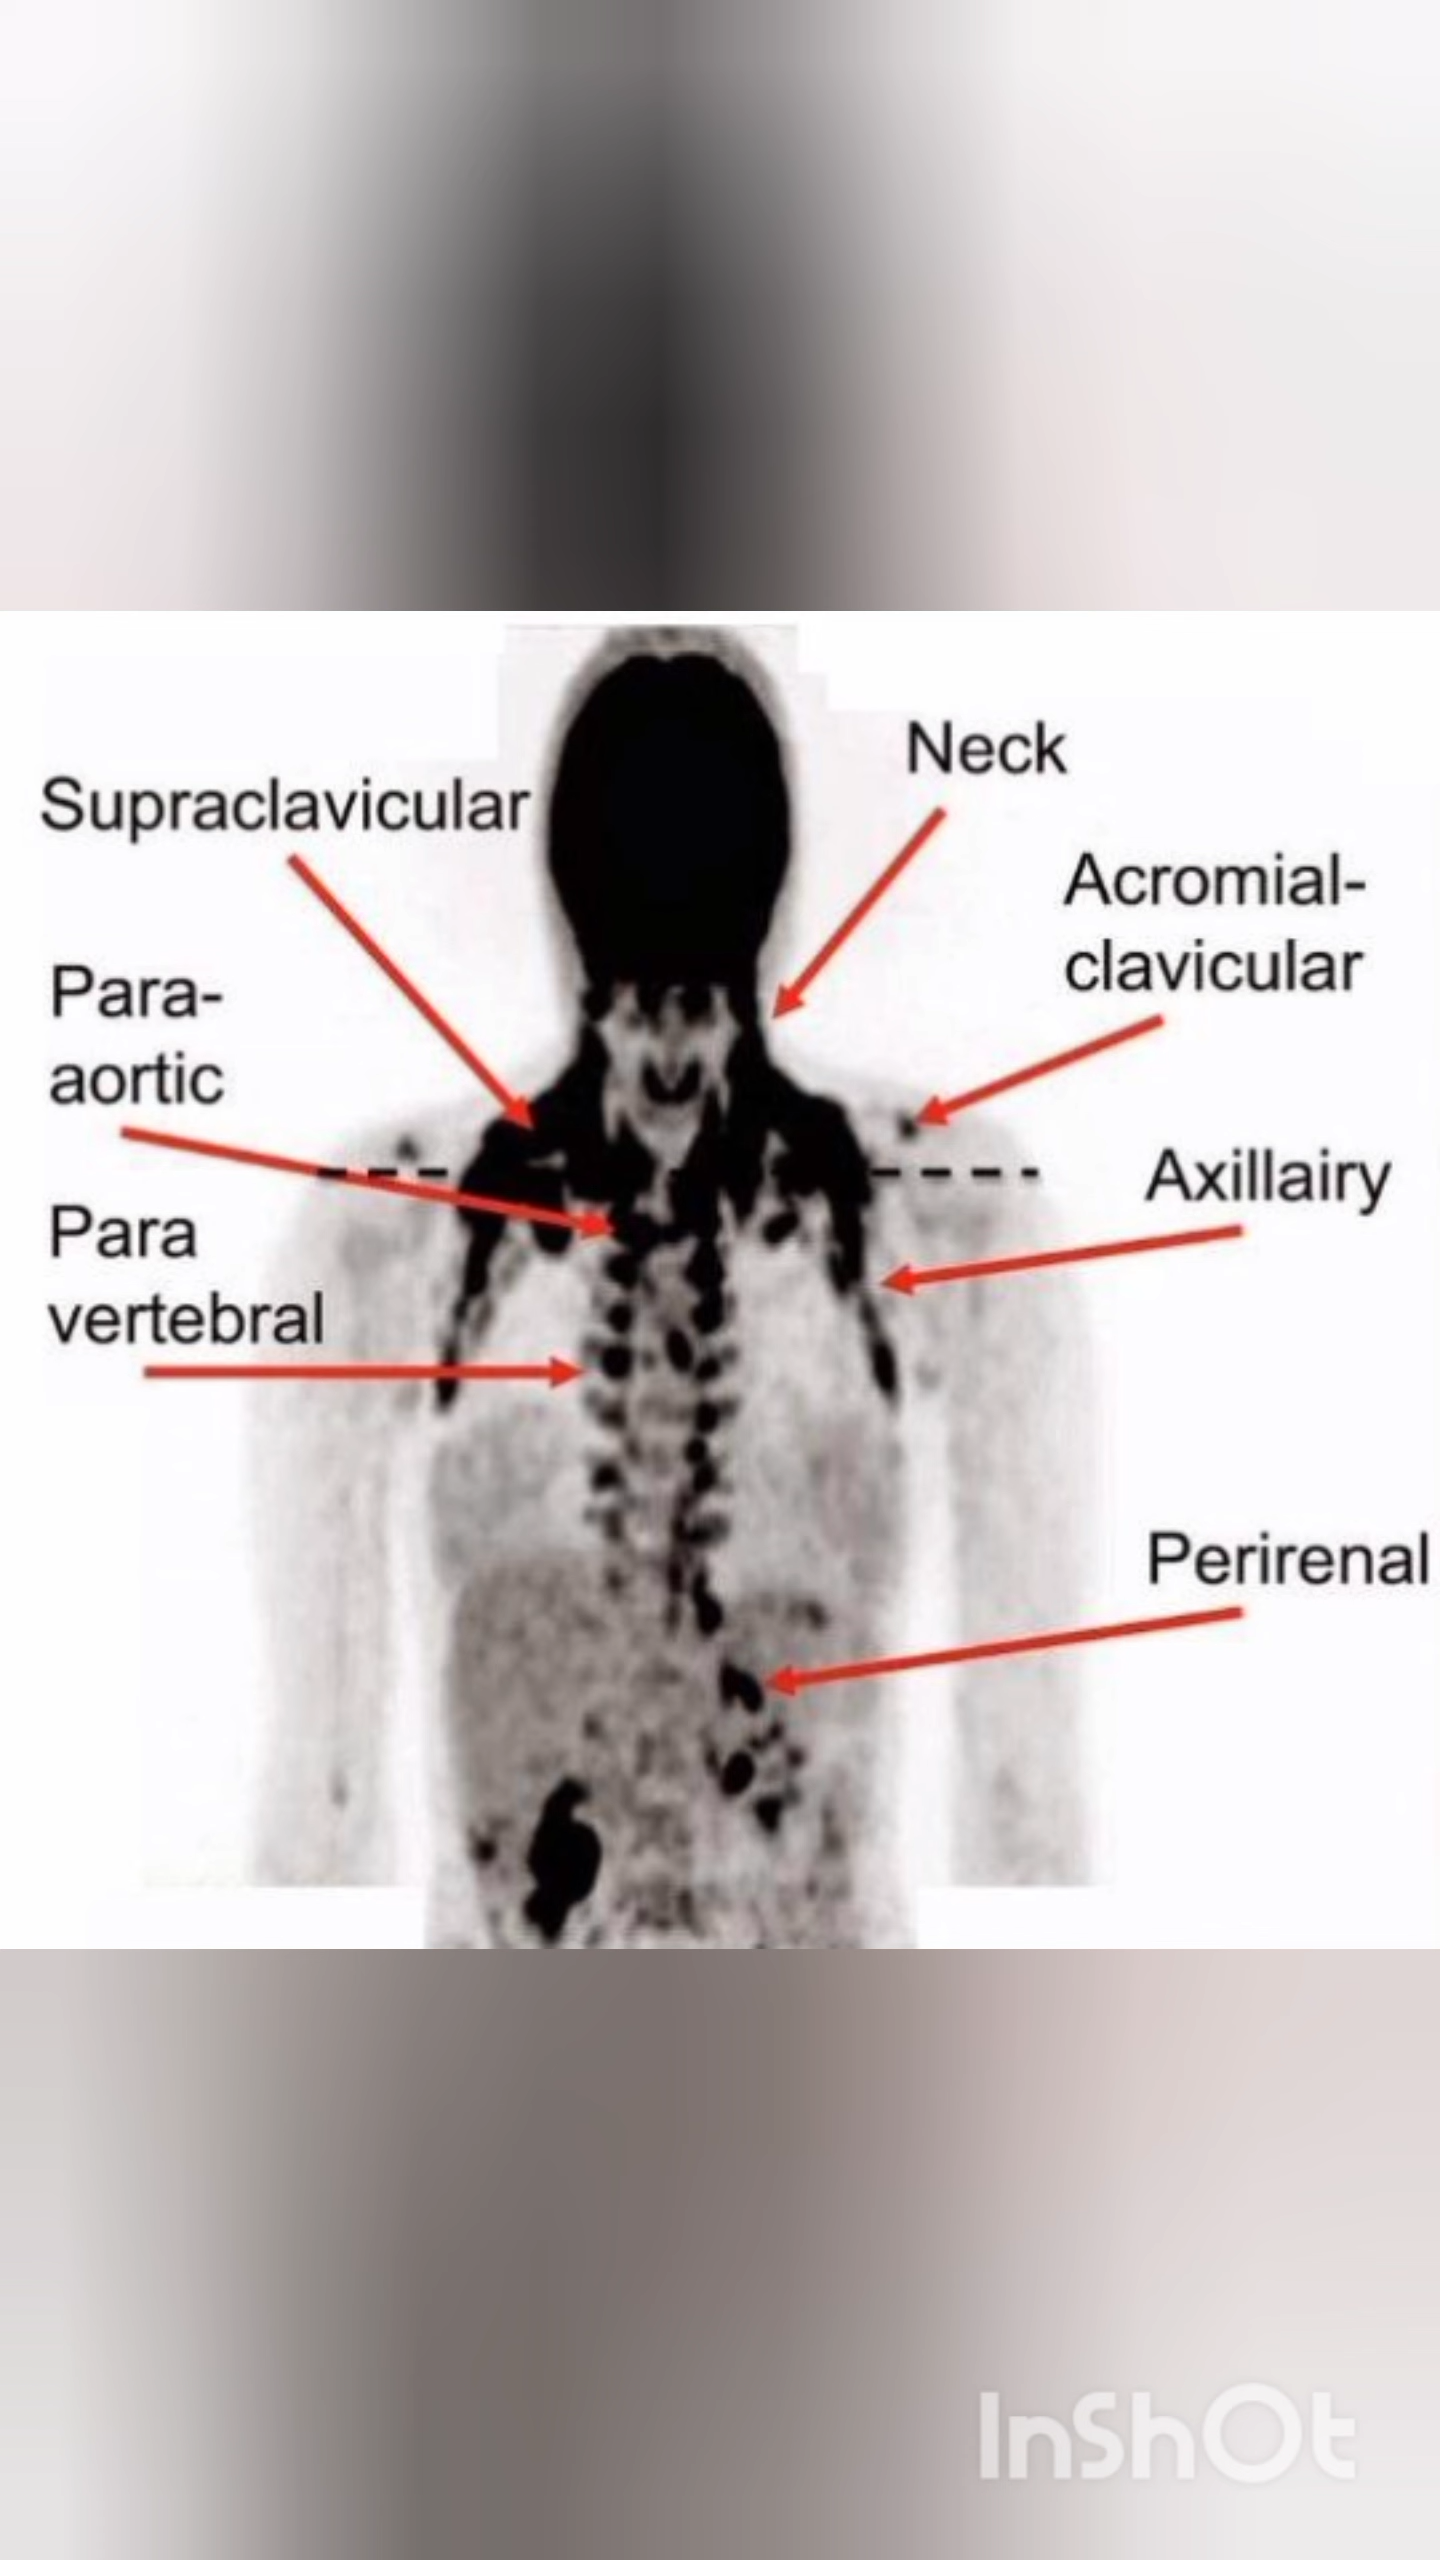 Neck
Supraclavicular
Acromial-
clavicular
Para-
aortic
Axillairy
Para
vertebral
Perirenal
InShOt